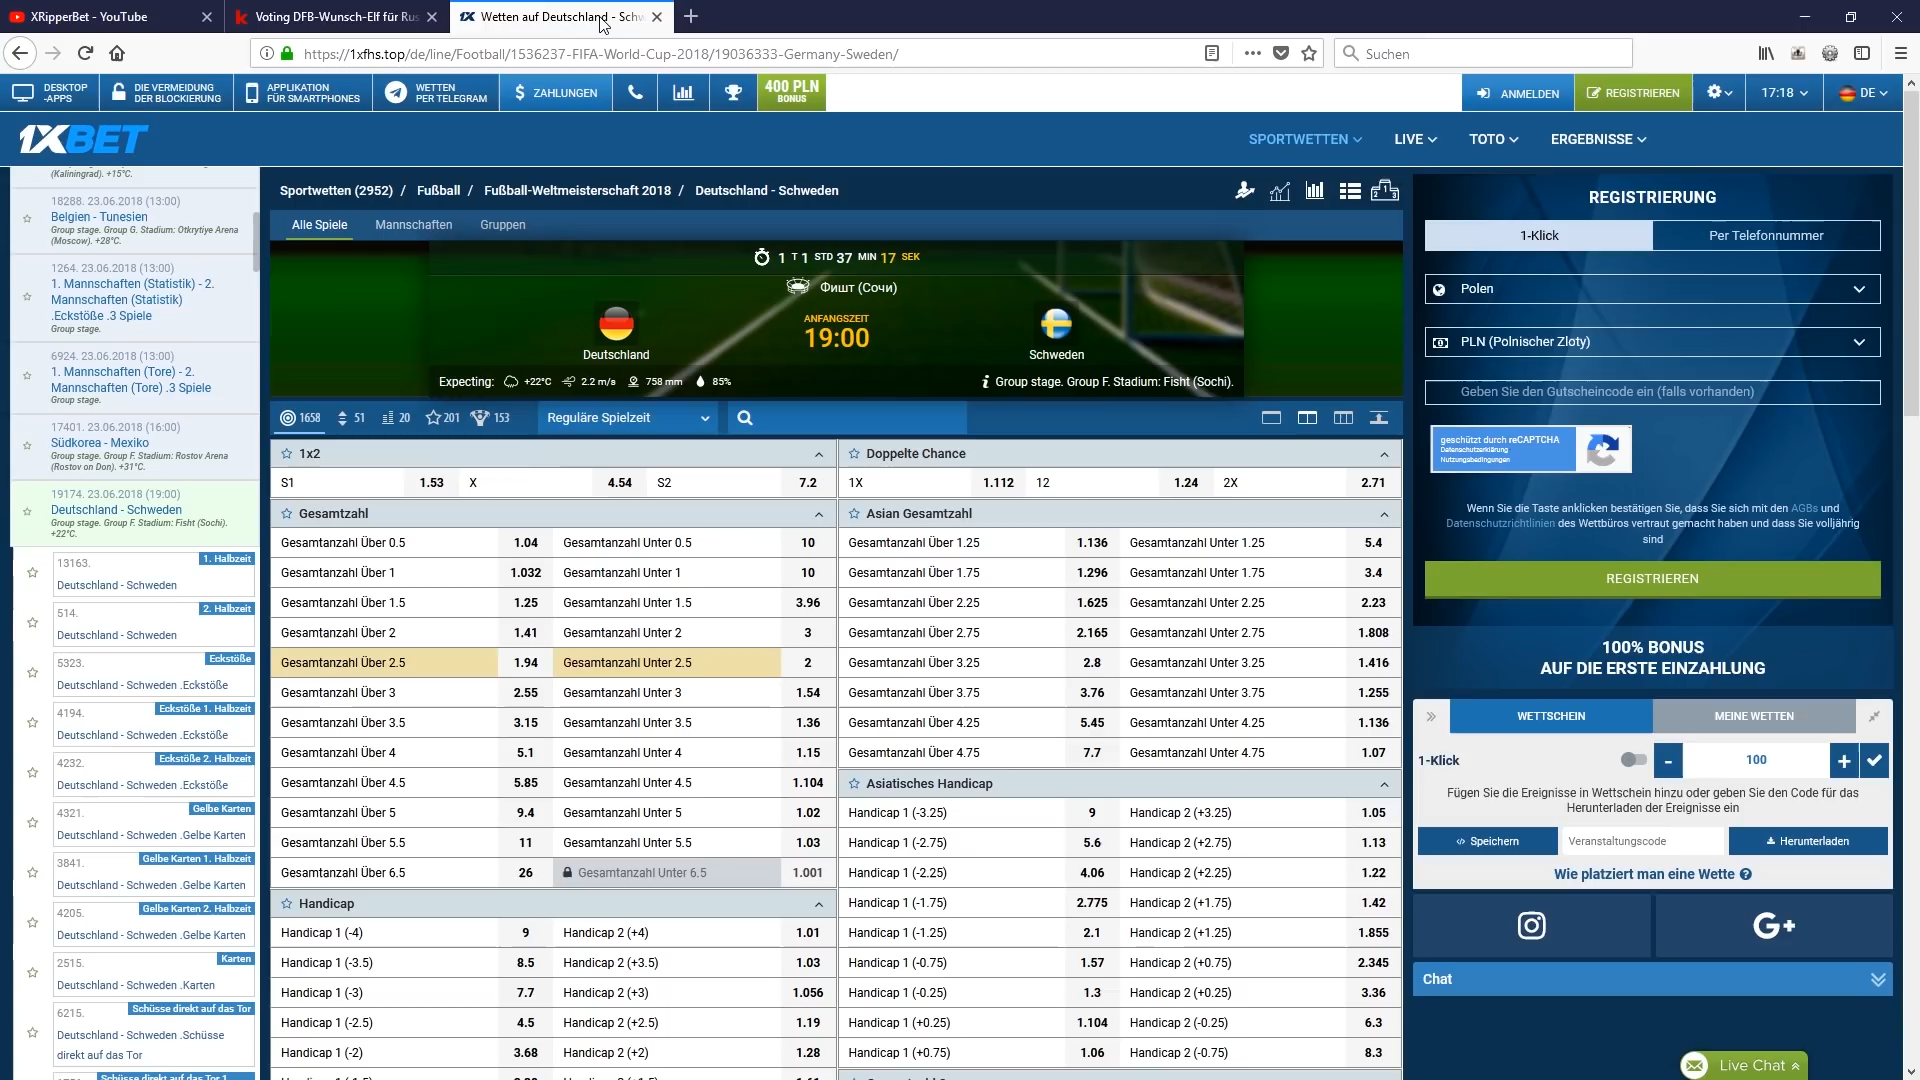 XRipperBet - YouTube
Voting DFB-Wunsch-Elf für Rus
Wetten auf Deutschland - Schw
https://1xfhs.top/de/line/Football/1536237-FIFA-World-Cup-2018/19036333-Germany-Sweden/
Suchen
DESKTOP
-APPS
DIE VERMEIDUNG
DER BLOCKIERUNG
APPLIKATION
FÜR SMARTPHONES
WETTEN
PER TELEGRAM
ZAHLUNGEN
400 PLN
BONUS
ANMELDEN
REGISTRIEREN
17:18
DE
1XBET
SPORTWETTEN
LIVE
TOTO
ERGEBNISSE
(Kaliningrad). +15°C.
18288. 23.06.2018 (13:00)
Belgien - Tunesien
Group stage. Group G. Stadium: Otkrytiye Arena
(Moscow). +28°C.
1264. 23.06.2018 (13:00)
1. Mannschaften (Statistik) - 2.
Mannschaften (Statistik)
.Eckstöße .3 Spiele
Group stage.
6924. 23.06.2018 (13:00)
1. Mannschaften (Tore) - 2.
Mannschaften (Tore) .3 Spiele
Group stage.
17401. 23.06.2018 (16:00)
Südkorea - Mexiko
Group stage. Group F. Stadium: Rostov Arena
(Rostov on Don). +31°C.
19174. 23.06.2018 (19:00)
Deutschland - Schweden
Group stage. Group F. Stadium: Fisht (Sochi).
+22°C.
1. Halbzeit
13163.
Deutschland - Schweden
2. Halbzeit
514.
Deutschland - Schweden
Eckstöße
5323.
Deutschland - Schweden .Eckstöße
Eckstöße 1. Halbzeit
4194.
Deutschland - Schweden .Eckstöße
Eckstöße 2. Halbzeit
4232.
Deutschland - Schweden .Eckstöße
Gelbe Karten
4321.
Deutschland - Schweden .Gelbe Karten
Gelbe Karten 1. Halbzeit
3841.
Deutschland - Schweden .Gelbe Karten
Gelbe Karten 2. Halbzeit
4205.
Deutschland - Schweden .Gelbe Karten
Karten
2515.
Deutschland - Schweden .Karten
Schüsse direkt auf das Tor
6215.
Deutschland - Schweden .Schüsse
direkt auf das Tor
Schüsse direkt auf das Tor 1.
Sportwetten (2952) / Fußball / Fußball-Weltmeisterschaft 2018 / Deutschland - Schweden
Alle Spiele
Mannschaften
Gruppen
1 T 1 STD 37 MIN 17 SEK
Фишт (Сочи)
ANFANGSZEIT
19:00
Deutschland
Schweden
Expecting: +22°C 2.2 m/s 758 mm 85%
Group stage. Group F. Stadium: Fisht (Sochi).
1658 51 20 201 153
Reguläre Spielzeit
1x2
S1 1.53 X 4.54 S2 7.2
Gesamtzahl
Gesamtanzahl Über 0.5 1.04 Gesamtanzahl Unter 0.5 10
Gesamtanzahl Über 1 1.032 Gesamtanzahl Unter 1 10
Gesamtanzahl Über 1.5 1.25 Gesamtanzahl Unter 1.5 3.96
Gesamtanzahl Über 2 1.41 Gesamtanzahl Unter 2 3
Gesamtanzahl Über 2.5 1.94 Gesamtanzahl Unter 2.5 2
Gesamtanzahl Über 3 2.55 Gesamtanzahl Unter 3 1.54
Gesamtanzahl Über 3.5 3.15 Gesamtanzahl Unter 3.5 1.36
Gesamtanzahl Über 4 5.1 Gesamtanzahl Unter 4 1.15
Gesamtanzahl Über 4.5 5.85 Gesamtanzahl Unter 4.5 1.104
Gesamtanzahl Über 5 9.4 Gesamtanzahl Unter 5 1.02
Gesamtanzahl Über 5.5 11 Gesamtanzahl Unter 5.5 1.03
Gesamtanzahl Über 6.5 26 Gesamtanzahl Unter 6.5 1.001
Handicap
Handicap 1 (-4) 9 Handicap 2 (+4) 1.01
Handicap 1 (-3.5) 8.5 Handicap 2 (+3.5) 1.03
Handicap 1 (-3) 7.7 Handicap 2 (+3) 1.056
Handicap 1 (-2.5) 4.5 Handicap 2 (+2.5) 1.19
Handicap 1 (-2) 3.68 Handicap 2 (+2) 1.28
Doppelte Chance
1X 1.112 12 1.24 2X 2.71
Asian Gesamtzahl
Gesamtanzahl Über 1.25 1.136 Gesamtanzahl Unter 1.25 5.4
Gesamtanzahl Über 1.75 1.296 Gesamtanzahl Unter 1.75 3.4
Gesamtanzahl Über 2.25 1.625 Gesamtanzahl Unter 2.25 2.23
Gesamtanzahl Über 2.75 2.165 Gesamtanzahl Unter 2.75 1.808
Gesamtanzahl Über 3.25 2.8 Gesamtanzahl Unter 3.25 1.416
Gesamtanzahl Über 3.75 3.76 Gesamtanzahl Unter 3.75 1.255
Gesamtanzahl Über 4.25 5.45 Gesamtanzahl Unter 4.25 1.136
Gesamtanzahl Über 4.75 7.7 Gesamtanzahl Unter 4.75 1.07
Asiatisches Handicap
Handicap 1 (-3.25) 9 Handicap 2 (+3.25) 1.05
Handicap 1 (-2.75) 5.6 Handicap 2 (+2.75) 1.13
Handicap 1 (-2.25) 4.06 Handicap 2 (+2.25) 1.22
Handicap 1 (-1.75) 2.775 Handicap 2 (+1.75) 1.42
Handicap 1 (-1.25) 2.1 Handicap 2 (+1.25) 1.855
Handicap 1 (-0.75) 1.57 Handicap 2 (+0.75) 2.345
Handicap 1 (-0.25) 1.3 Handicap 2 (+0.25) 3.36
Handicap 1 (+0.25) 1.104 Handicap 2 (-0.25) 6.3
Handicap 1 (+0.75) 1.06 Handicap 2 (-0.75) 8.3
REGISTRIERUNG
1-Klick
Per Telefonnummer
Polen
PLN (Polnischer Zloty)
Geben Sie den Gutscheincode ein (falls vorhanden)
geschützt durch reCAPTCHA
Datenschutzerklärung
Nutzungsbedingungen
Wenn Sie die Taste anklicken bestätigen Sie, dass Sie sich mit den AGBs und
Datenschutzrichtlinien des Wettbüros vertraut gemacht haben und dass Sie volljährig
sind
REGISTRIEREN
100% BONUS
AUF DIE ERSTE EINZAHLUNG
WETTSCHEIN
MEINE WETTEN
1-Klick
-
100
+
Fügen Sie die Ereignisse in Wettschein hinzu oder geben Sie den Code für das
Herunterladen der Ereignisse ein
Speichern
Veranstaltungscode
Herunterladen
Wie platziert man eine Wette
G+
Chat
Live Chat